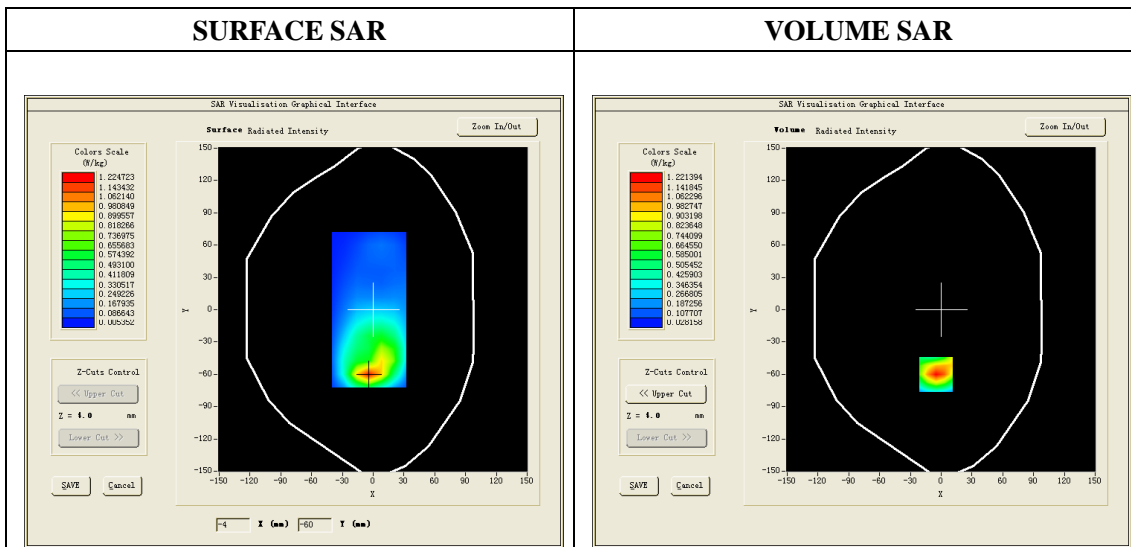 SURFACE SAR
VOLUME SAR
SAR Visualisation Graphical Interface
Surface Radiated Intensity
Zoom In/Out
Colors Scale
(W/kg)
1.224723
1.143432
1.062140
0.980849
0.899557
0.818266
0.736975
0.655683
0.574392
0.493100
0.411809
0.330517
0.249226
0.167935
0.086643
0.005352
150
120
90
60
30
0
-30
-60
-90
-120
-150
Y
-150 -120 -90 -60 -30 0 30 60 90 120 150
X
Z-Cuts Control
<< Upper Cut
Z = 4.0 mm
Lower Cut >>
SAVE Cancel
-4 X (mm) -60 Y (mm)
SAR Visualisation Graphical Interface
Volume Radiated Intensity
Zoom In/Out
Colors Scale
(W/kg)
1.221394
1.141845
1.062296
0.982747
0.903198
0.823648
0.744099
0.664550
0.585001
0.505452
0.425903
0.346354
0.266805
0.187256
0.107707
0.028158
150
120
90
60
30
0
-30
-60
-90
-120
-150
Y
-150 -120 -90 -60 -30 0 30 60 90 120 150
X
Z-Cuts Control
<< Upper Cut
Z = 4.0 mm
Lower Cut >>
SAVE Cancel